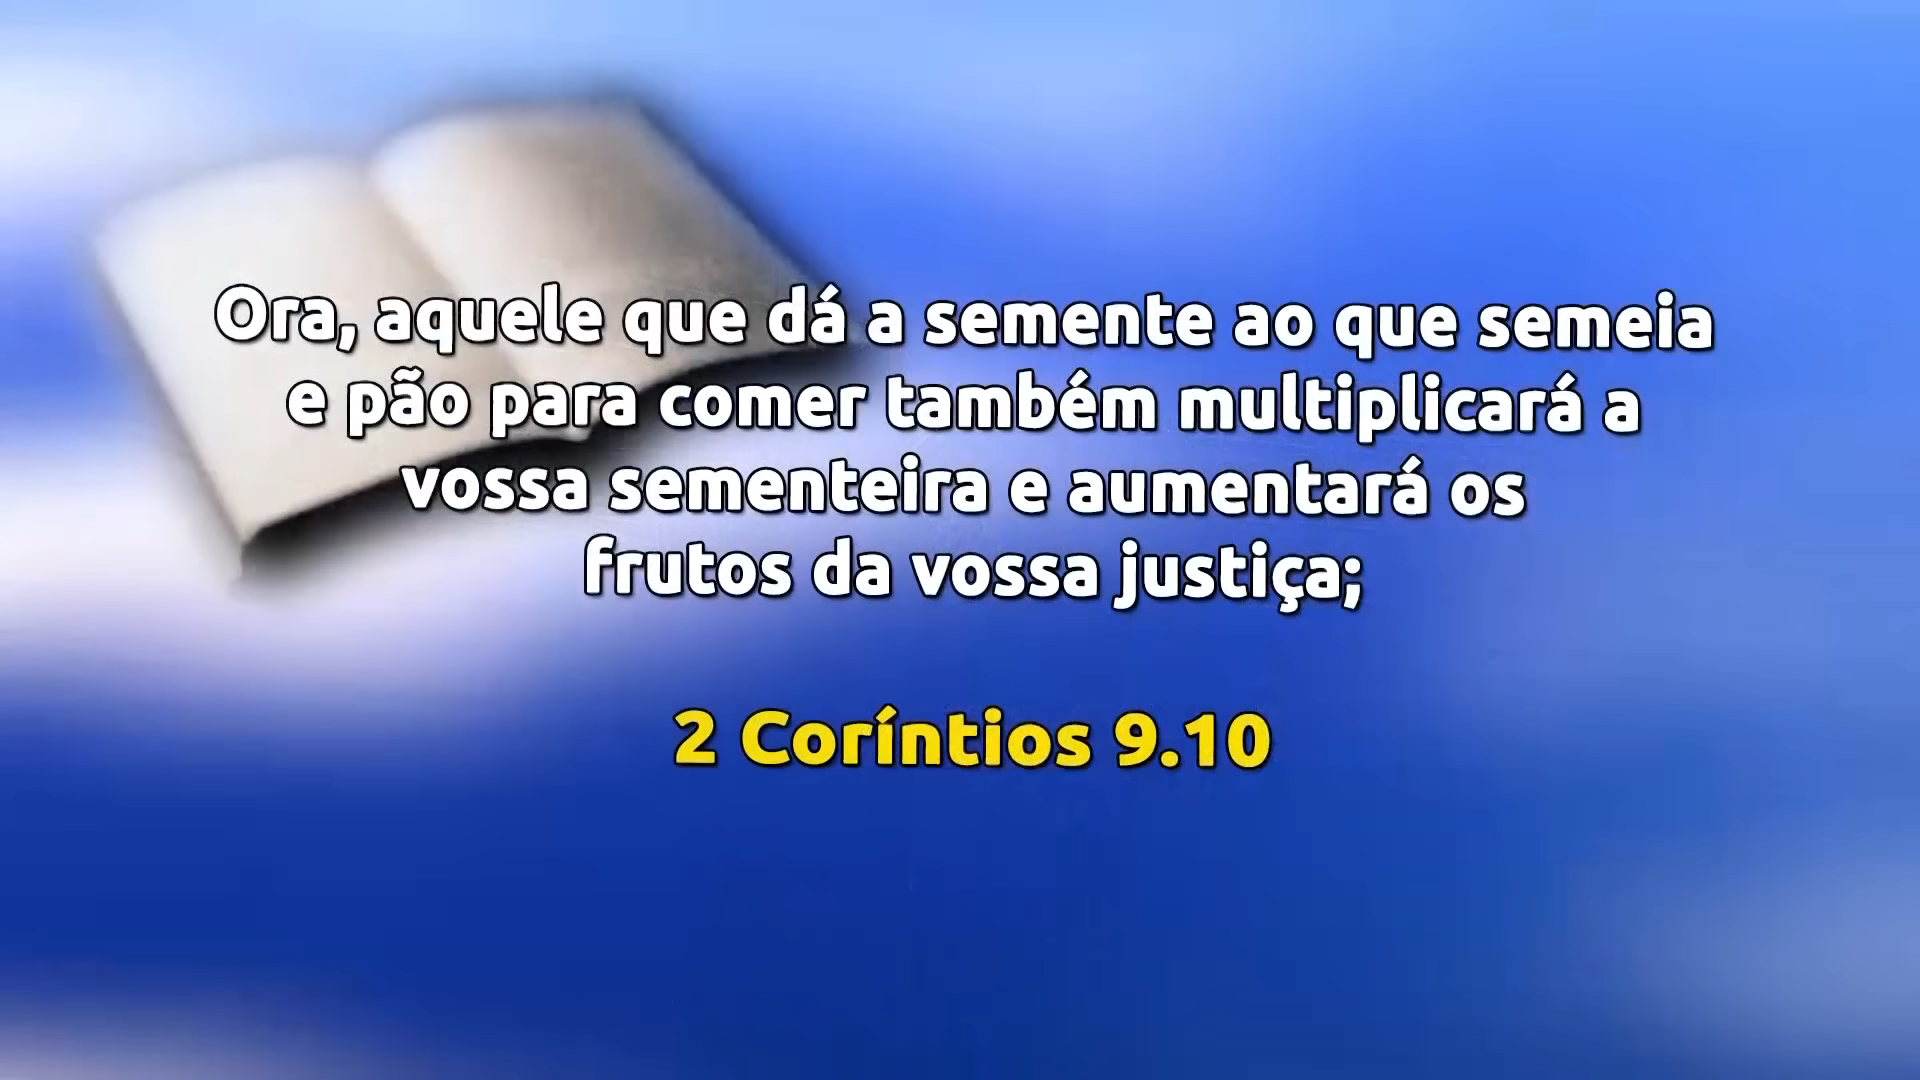 Ora, aquele que dá a semente ao que semeia
e pão para comer também multiplicará a
vossa sementeira e aumentará os
frutos da vossa justiça;
2 Coríntios 9.10